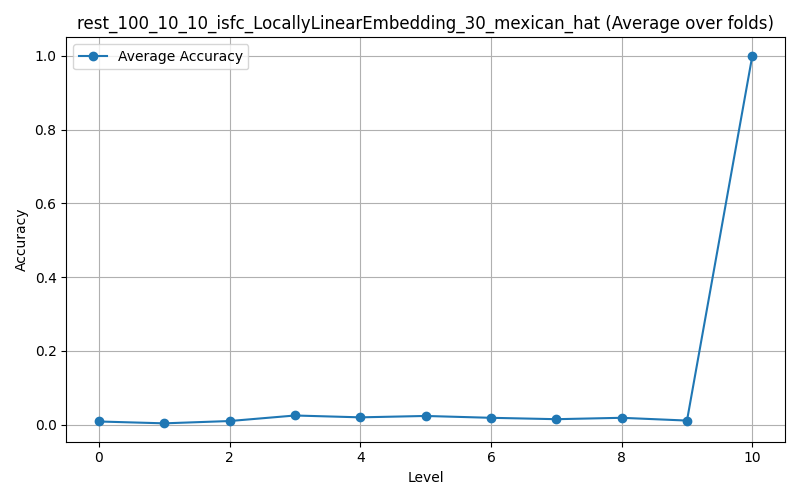 rest_100_10_10_isfc_LocallyLinearEmbedding_30_mexican_hat (Average over folds)
Average Accuracy
1.0
0.8
0.6
0.4
0.2
0.0
Accuracy
0 2 4 6 8 10
Level